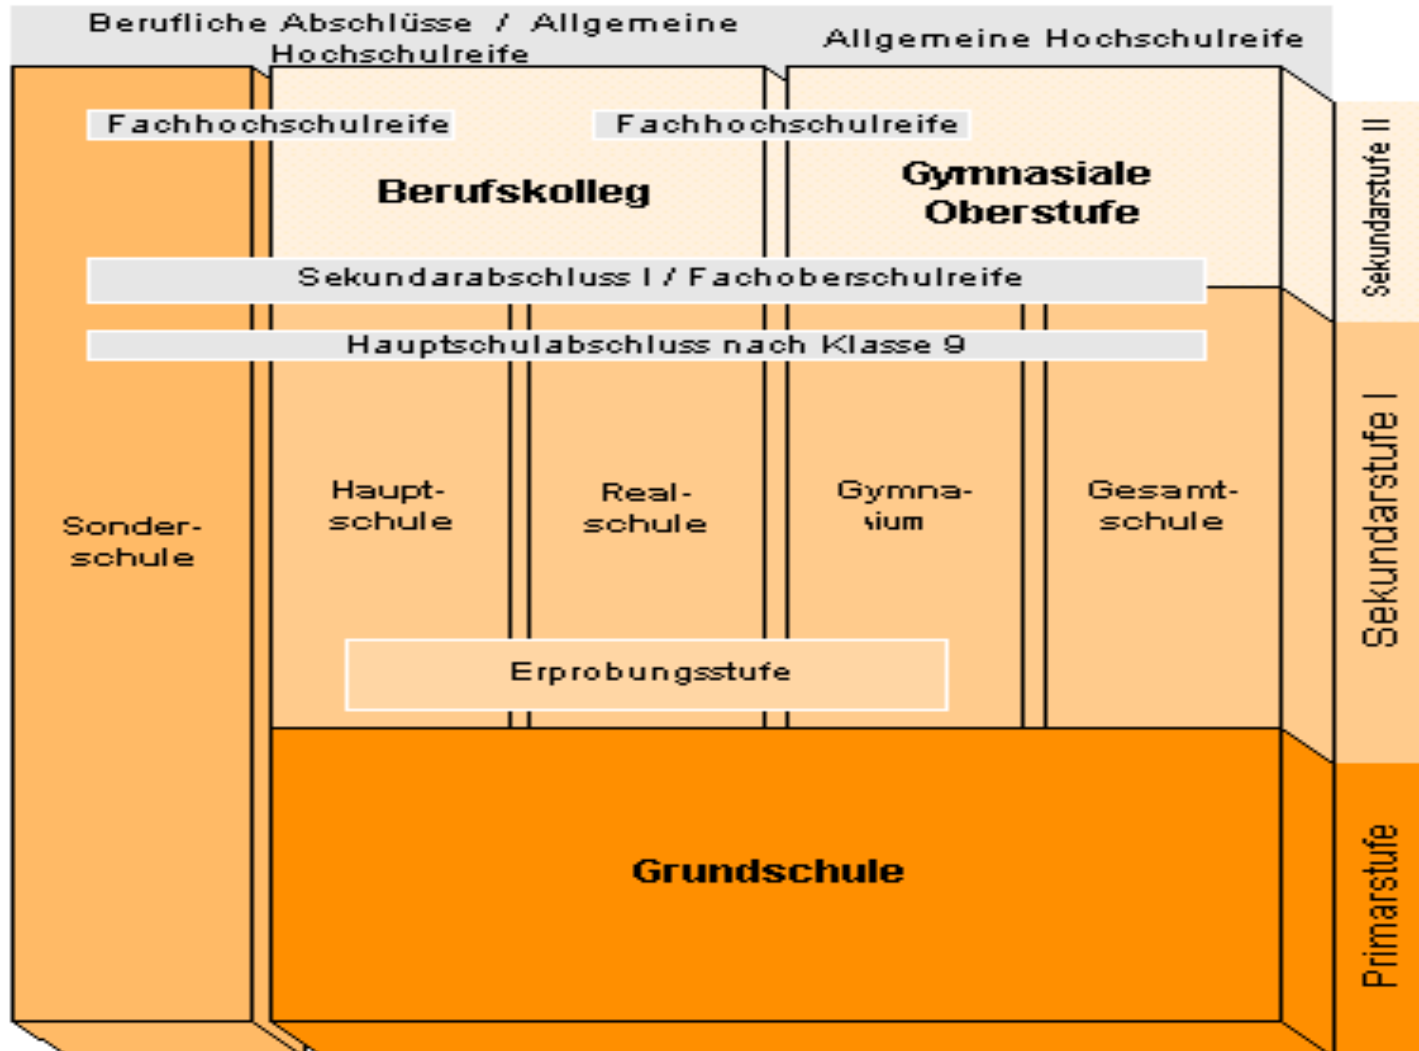 Berufliche Abschlüsse / Allgemeine
Hochschulreife
Allgemeine Hochschulreife
Fachhochschulreife
Fachhochschulreife
Berufskolleg
Gymnasiale
Oberstufe
Sekundarstufe II
Sekundarabschluss I / Fachoberschulreife
Hauptschulabschluss nach Klasse 9
Sonder-
schule
Haupt-
schule
Real-
schule
Gymna-
sium
Gesamt-
schule
Sekundarstufe I
Erprobungsstufe
Grundschule
Primarstufe